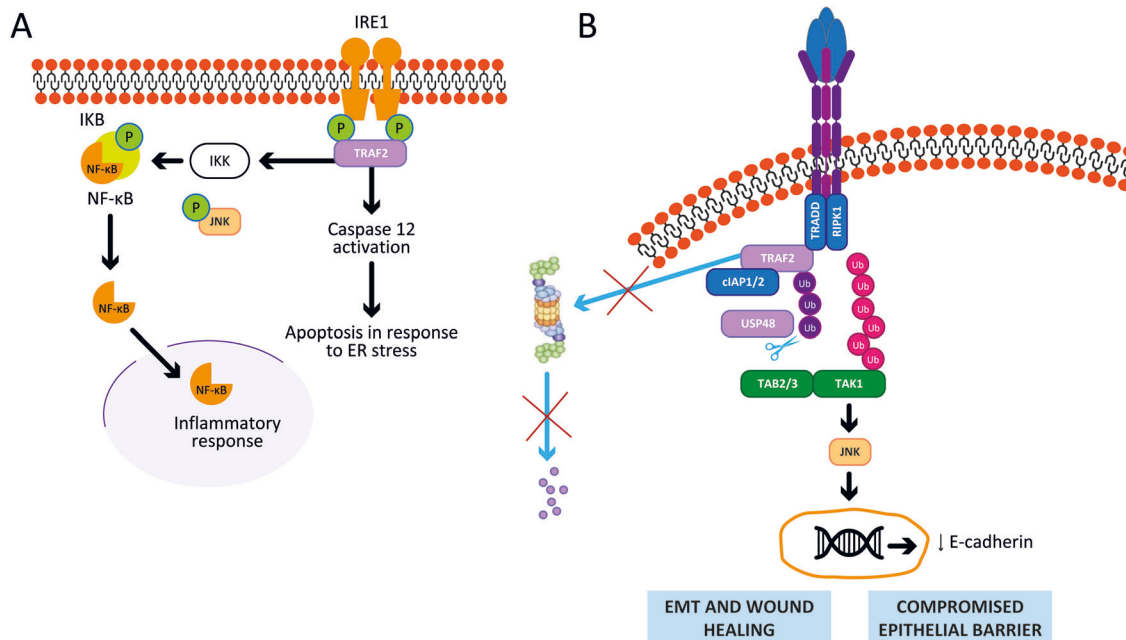 A
IRE1
IKB
P
NF-κB
NF-κB
IKK
P
P
TRAF2
P
JNK
Caspase 12
activation
NF-κB
Apoptosis in response
to ER stress
NF-κB
Inflammatory
response
B
TRADD
RIPK1
TRAF2
cIAP1/2
Ub
Ub
Ub
USP48
Ub
Ub
Ub
Ub
Ub
Ub
TAB2/3
TAK1
JNK
↓ E-cadherin
EMT AND WOUND
HEALING
COMPROMISED
EPITHELIAL BARRIER